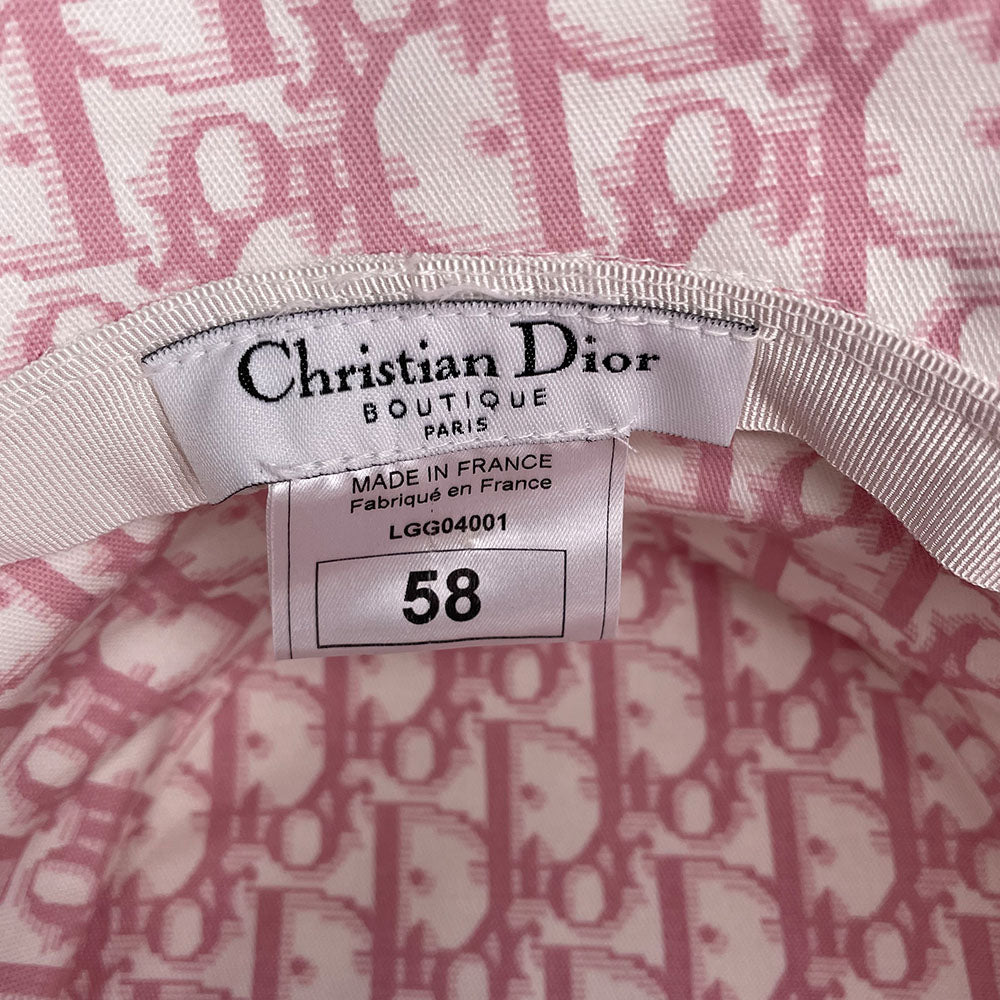 Christian Dior
BOUTIQUE
PARIS
MADE IN FRANCE
Fabriqué en France
LGG04001
58